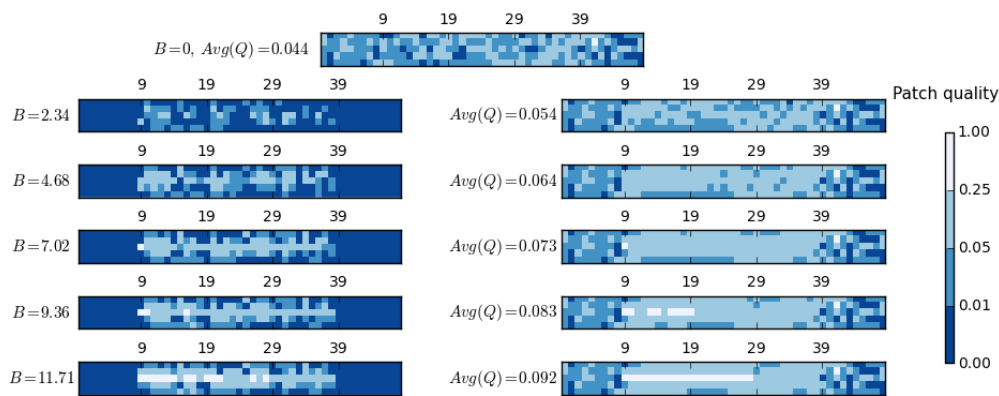 9 19 29 39
B=0, Avg(Q)=0.044
9 19 29 39 9 19 29 39
Patch quality
B=2.34 Avg(Q)=0.054
1.00
9 19 29 39 9 19 29 39
B=4.68 Avg(Q)=0.064
0.25
9 19 29 39 9 19 29 39
B=7.02 Avg(Q)=0.073
0.05
9 19 29 39 9 19 29 39
B=9.36 Avg(Q)=0.083
0.01
9 19 29 39 9 19 29 39
B=11.71 Avg(Q)=0.092
0.00